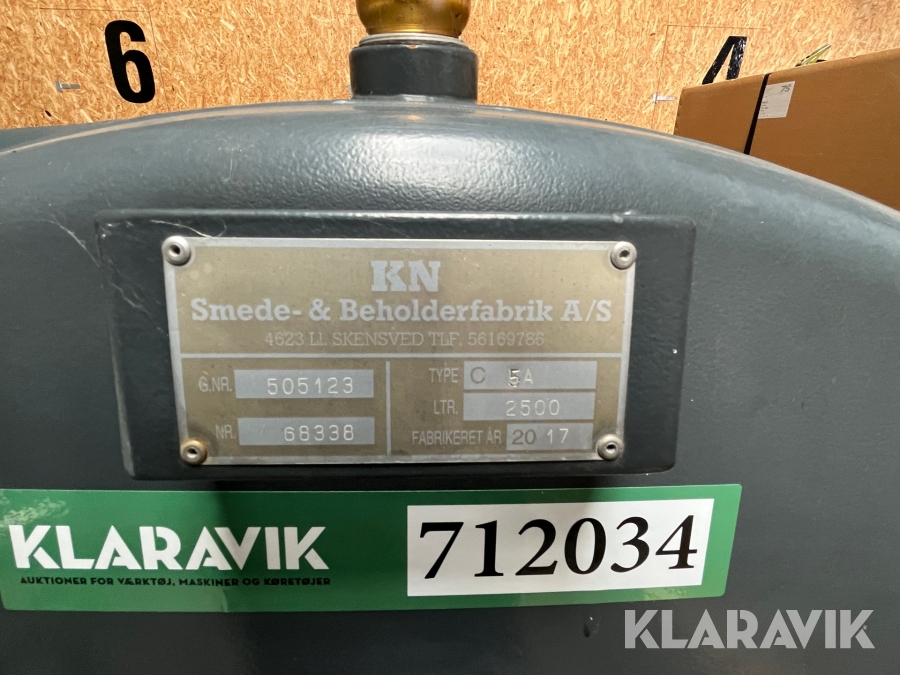 6
4
75
KN
Smede- & Beholderfabrik A/S
4623 Ll. SKENSVED TLF. 56169786
G.NR. 505123
TYPE C 5A
LTR. 2500
NR. 68338
FABRIKERET ÅR 20 17
KLARAVIK
AUKTIONER FOR VÆRKTØJ, MASKINER OG KØRETØJER
712034
KLARAVIK